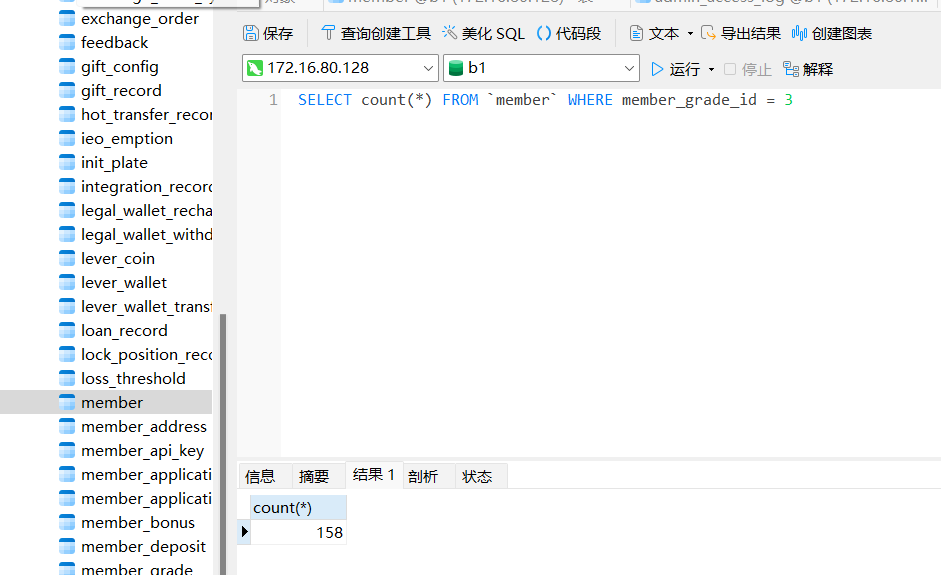 exchange_order
feedback
gift_config
gift_record
hot_transfer_recor
ieo_emption
init_plate
integration_record
legal_wallet_recha
legal_wallet_withd
lever_coin
lever_wallet
lever_wallet_transf
loan_record
lock_position_reco
loss_threshold
member
member_address
member_api_key
member_applicati
member_applicati
member_bonus
member_deposit
member_grade
保存 查询创建工具 美化 SQL () 代码段 文本 导出结果 创建图表
172.16.80.128 b1 运行 停止 解释
1 SELECT count(*) FROM `member` WHERE member_grade_id = 3
信息 摘要 结果 1 剖析 状态
count(*)
158